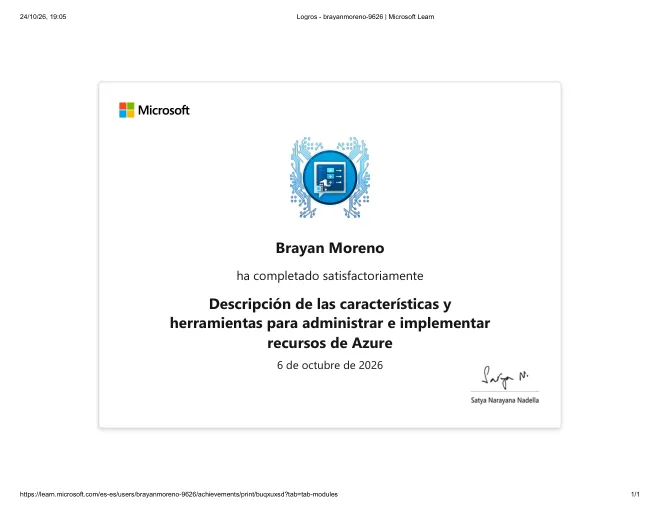 24/10/26, 19:05
Logros - brayanmoreno-9626 | Microsoft Learn
Microsoft
Brayan Moreno
ha completado satisfactoriamente
Descripción de las características y
herramientas para administrar e implementar
recursos de Azure
6 de octubre de 2026
Satya N.
Satya Narayana Nadella
https://learn.microsoft.com/es-es/users/brayanmoreno-9626/achievements/print/buqxuxsd?tab=tab-modules
1/1